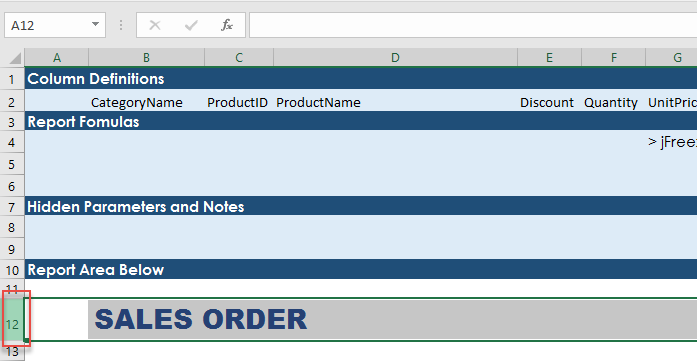 A12 fx
A B C D E F G
1 Column Definitions
2 CategoryName ProductID ProductName Discount Quantity UnitPric
3 Report Fomulas
4 > jFree
5
6
7 Hidden Parameters and Notes
8
9
10 Report Area Below
11
12 SALES ORDER
13